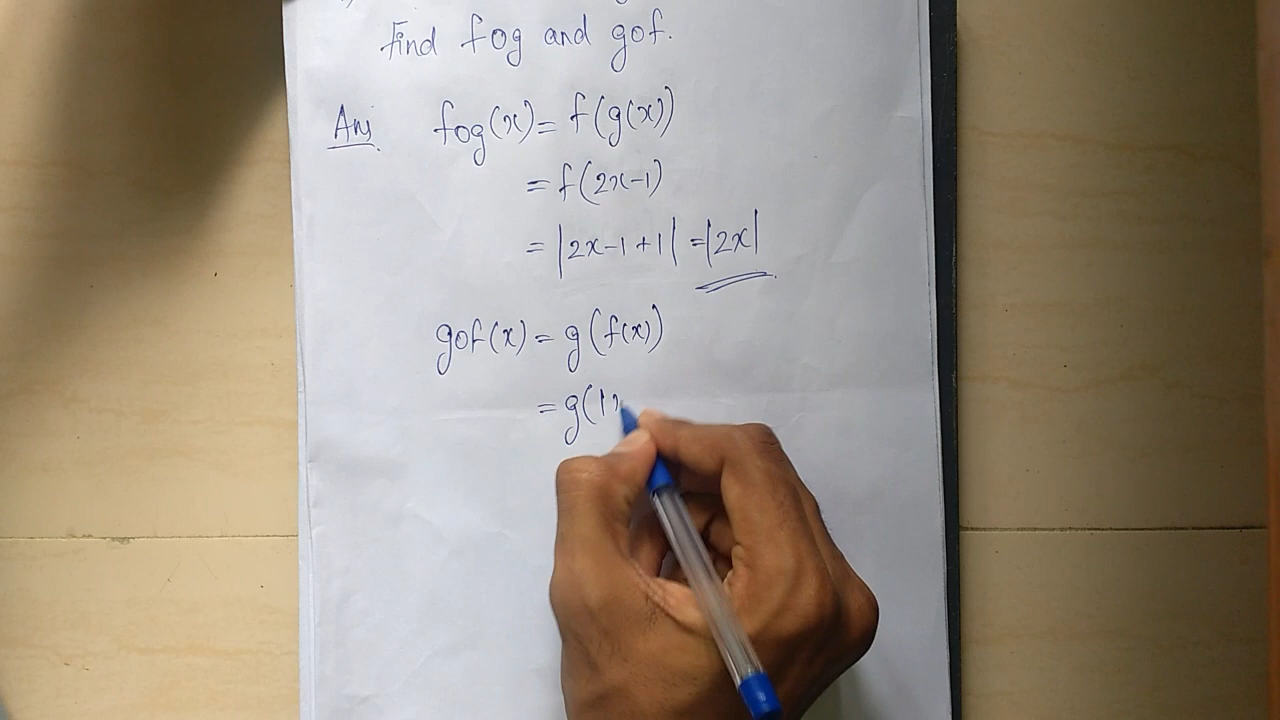 Find fog and gof.
Ans fog(x) = f(g(x))
= f(2x-1)
= |2x-1+1| = |2x|
gof(x) = g(f(x))
= g(|x